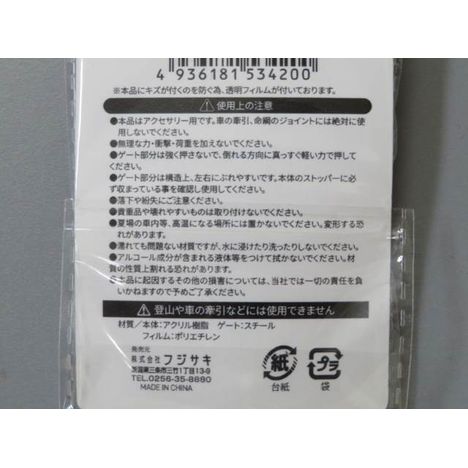 4 936181 534200
※本品にキズが付くのを防ぐ為、透明フィルムが付いております。
使用上の注意
●本品はアクセサリー用です。車の牽引、命綱のジョイントには絶対に使
用しないでください。
●無理な力・衝撃・荷重を加えないでください。
●ゲート部分は強く押さないで、倒れる方向に真っすぐ軽い力で押して
ください。
●ゲート部分は構造上、左右にぶれやすいです。本体のストッパーに必
ず収まっている事を確認し使用してください。
●落下や紛失にご注意ください。
●貴重品や壊れやすいものは取り付けないでください。
●夏場の車内等、高温になる場所には置かないでください。変形する恐
れがあります。
●濡れても問題ない材質ですが、水に浸けたり洗ったりしないでください。
●アルコール成分が含まれる液体等をつけて拭かないでください。材
質の性質上割れる恐れがあります。
●本品に起因するその他の損害については、当社では一切の責任を負
いかねますので予めご了承ください。
登山や車の牽引などには使用できません
材質／本体:アクリル樹脂 ゲート:スチール
フィルム:ポリエチレン
発売元
株式会社フジサキ
新潟県三条市三竹1丁目13-9
TEL.0256-35-8880
MADE IN CHINA
紙
台紙
プラ
袋